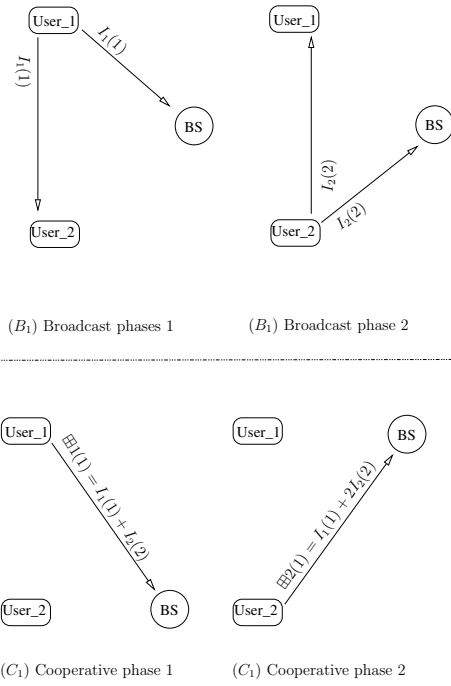 User_1
I₁(1)
I₁(1)
BS
User_2
User_1
BS
I₂(2)
I₂(2)
User_2
(B₁) Broadcast phases 1
(B₁) Broadcast phase 2
User_1
⊞1(1) = I₁(1) + I₂(2)
User_2
BS
User_1
BS
⊞2(1) = I₁(1) + 2I₂(2)
User_2
(C₁) Cooperative phase 1
(C₁) Cooperative phase 2